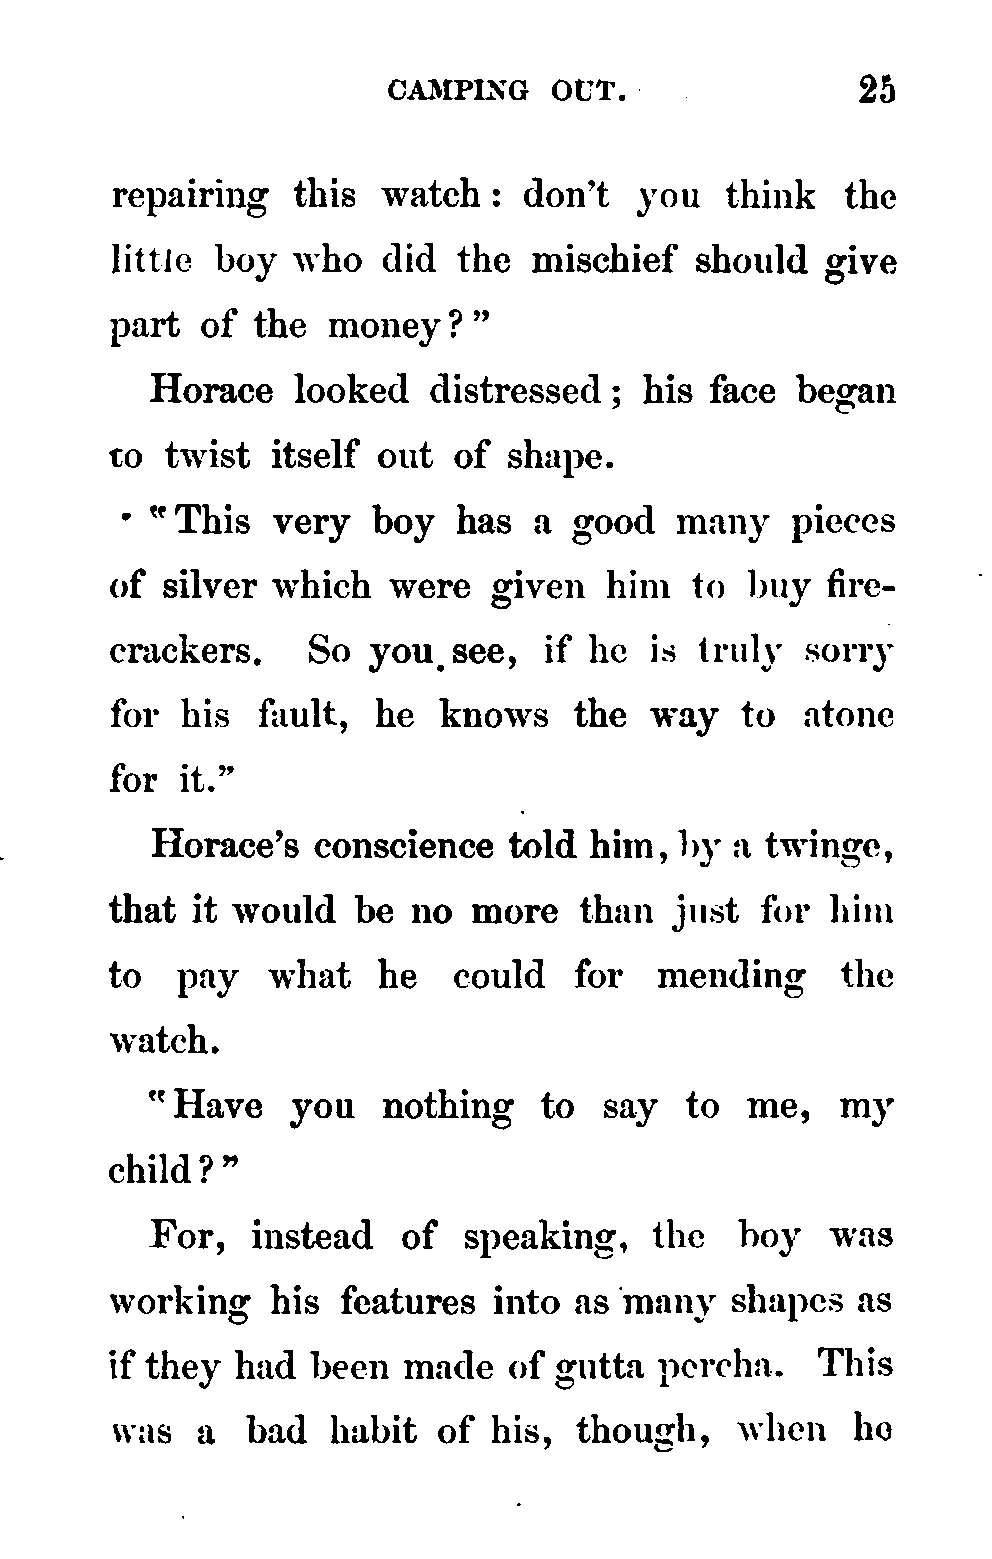 CAMPING OUT. 25
repairing this watch: don't you think the
little boy who did the mischief should give
part of the money?"
Horace looked distressed; his face began
to twist itself out of shape.
"This very boy has a good many pieces
of silver which were given him to buy fire-
crackers. So you see, if he is truly sorry
for his fault, he knows the way to atone
for it."
Horace's conscience told him, by a twinge,
that it would be no more than just for him
to pay what he could for mending the
watch.
"Have you nothing to say to me, my
child?"
For, instead of speaking, the boy was
working his features into as many shapes as
if they had been made of gutta percha. This
was a bad habit of his, though, when he